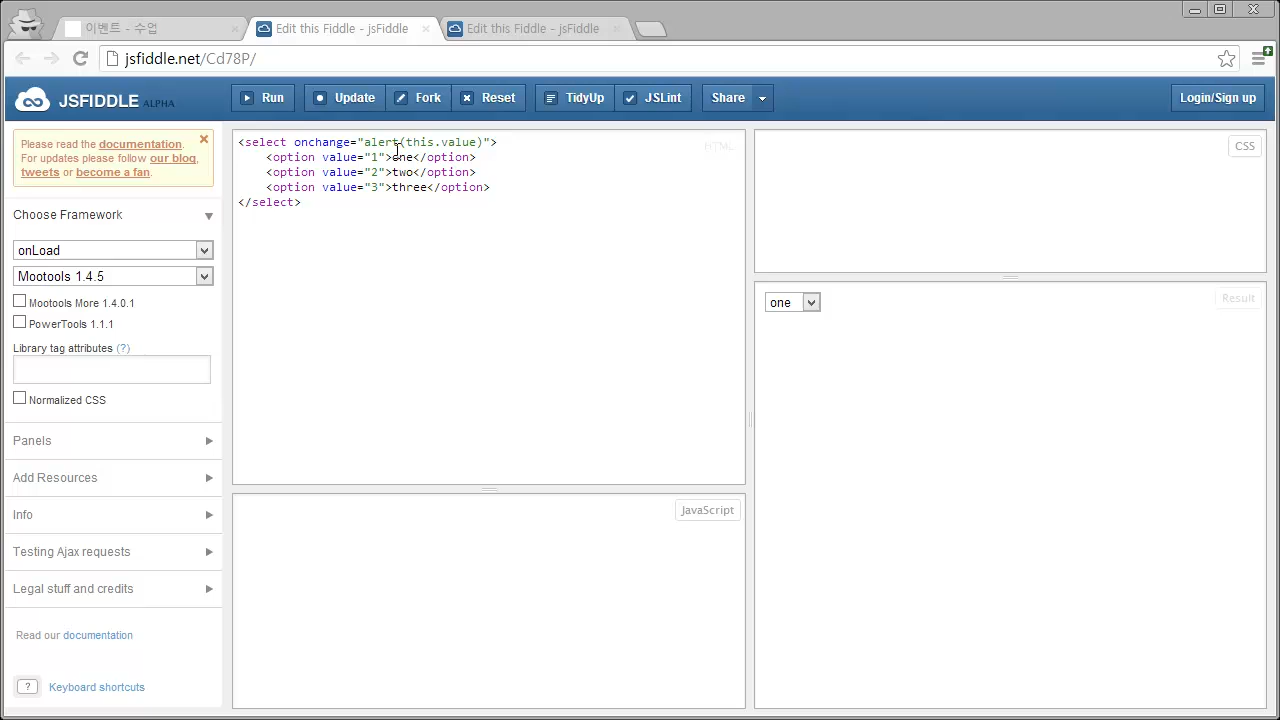 이벤트 - 수업
Edit this Fiddle - jsFiddle
Edit this Fiddle - jsFiddle
jsfiddle.net/Cd78P/
JSFIDDLE ALPHA
Run
Update
Fork
Reset
TidyUp
JSLint
Share
Login/Sign up
Please read the documentation.
For updates please follow our blog,
tweets or become a fan.
Choose Framework
onLoad
Mootools 1.4.5
Mootools More 1.4.0.1
PowerTools 1.1.1
Library tag attributes (?)
Normalized CSS
Panels
Add Resources
Info
Testing Ajax requests
Legal stuff and credits
Read our documentation
? Keyboard shortcuts
HTML
<select onchange="alert(this.value)">
<option value="1">one</option>
<option value="2">two</option>
<option value="3">three</option>
</select>
JavaScript
CSS
one
Result